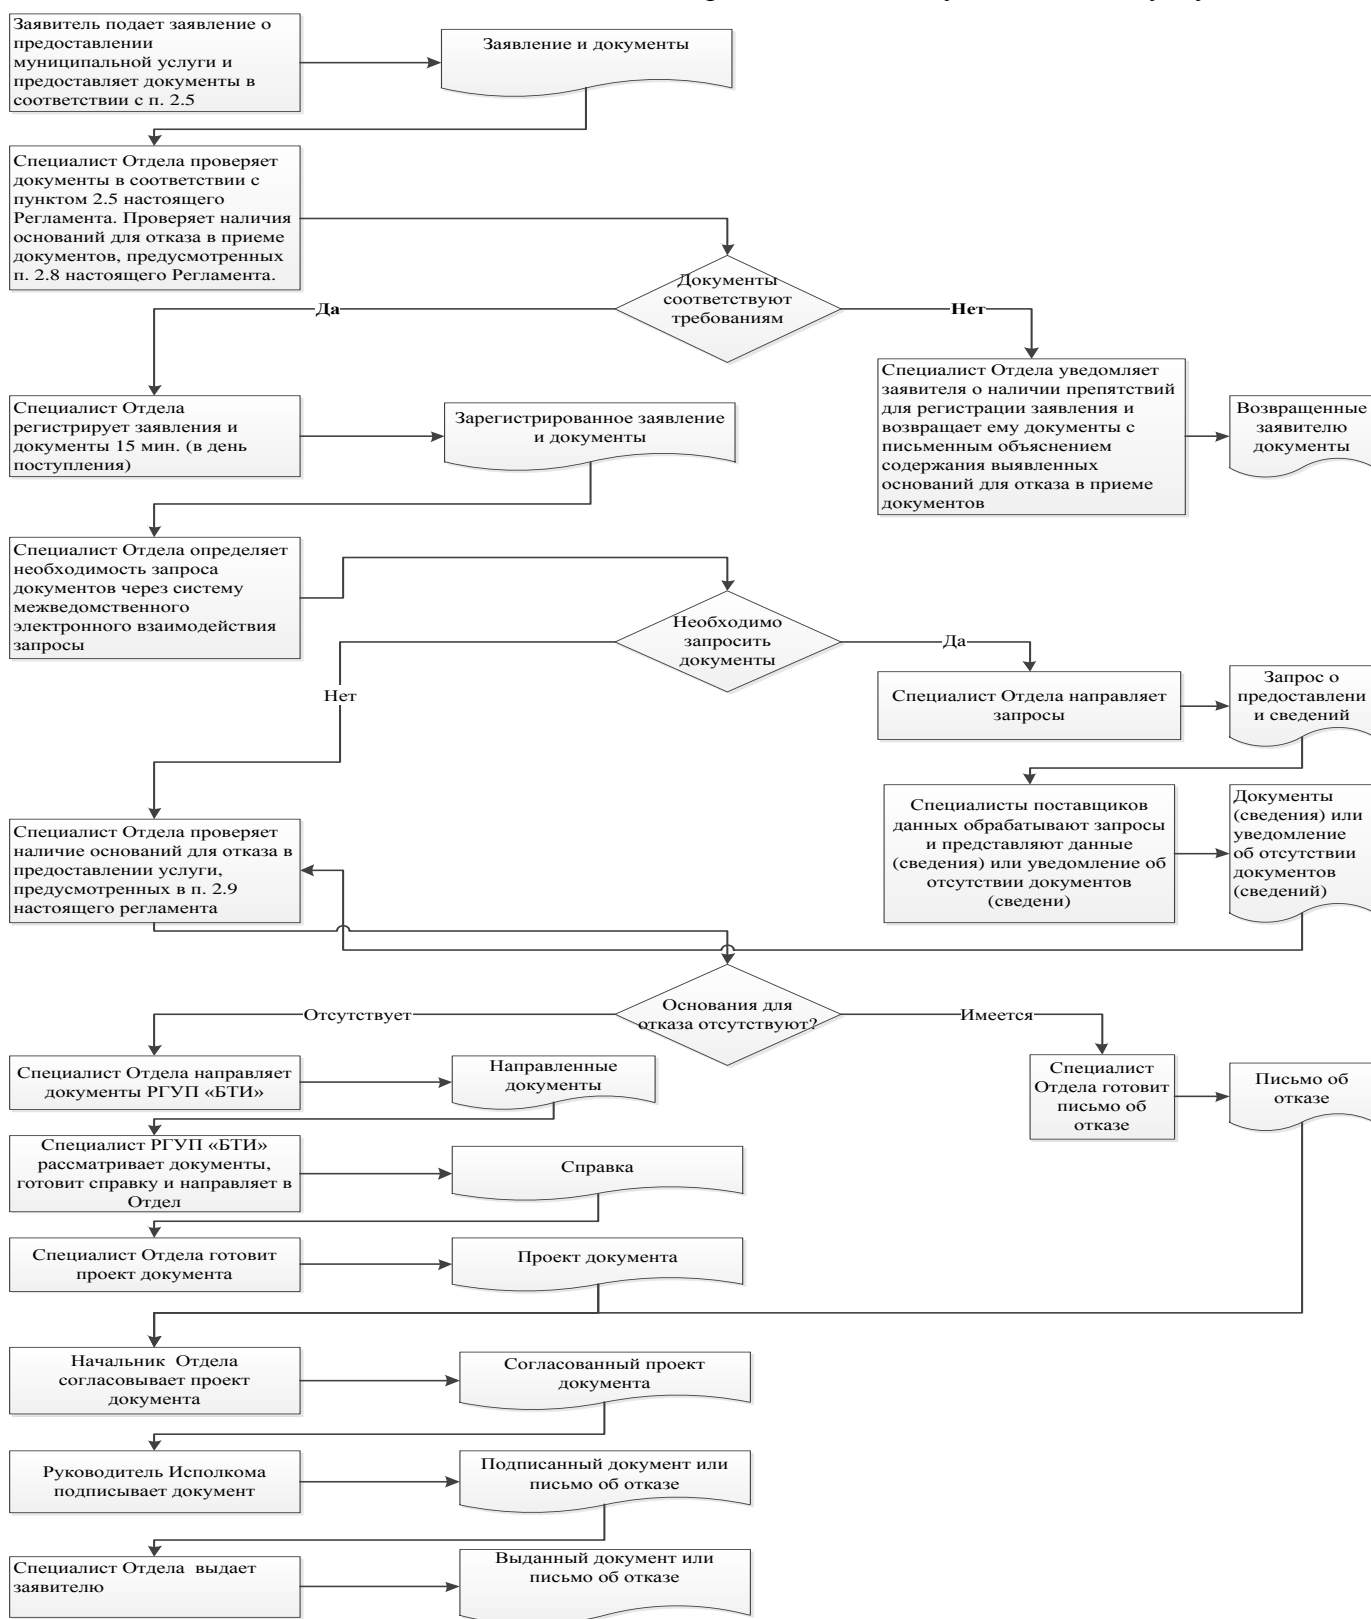 Заявитель подает заявление о
предоставлении
муниципальной услуги и
предоставляет документы в
соответствии с п. 2.5
Заявление и документы
Специалист Отдела проверяет
документы в соответствии с
пунктом 2.5 настоящего
Регламента. Проверяет наличия
оснований для отказа в приеме
документов, предусмотренных
п. 2.8 настоящего Регламента.
Документы
соответствуют
требованиям
Да
Нет
Специалист Отдела
регистрирует заявления и
документы 15 мин. (в день
поступления)
Зарегистрированное заявление
и документы
Специалист Отдела уведомляет
заявителя о наличии препятствий
для регистрации заявления и
возвращает ему документы с
письменным объяснением
содержания выявленных
оснований для отказа в приеме
документов
Возвращенные
заявителю
документы
Специалист Отдела определяет
необходимость запроса
документов через систему
межведомственного
электронного взаимодействия
запросы
Необходимо
запросить
документы
Да
Нет
Специалист Отдела направляет
запросы
Запрос о
предоставлени
и сведений
Специалисты поставщиков
данных обрабатывают запросы
и представляют данные
(сведения) или уведомление об
отсутствии документов
(сведени)
Документы
(сведения) или
уведомление
об отсутствии
документов
(сведений)
Специалист Отдела проверяет
наличие оснований для отказа в
предоставлении услуги,
предусмотренных в п. 2.9
настоящего регламента
Основания для
отказа отсутствуют?
Отсутствует
Имеется
Специалист Отдела направляет
документы РГУП «БТИ»
Направленные
документы
Специалист
Отдела готовит
письмо об
отказе
Письмо об
отказе
Специалист РГУП «БТИ»
рассматривает документы,
готовит справку и направляет в
Отдел
Справка
Специалист Отдела готовит
проект документа
Проект документа
Начальник  Отдела
согласовывает проект
документа
Согласованный проект
документа
Руководитель Исполкома
подписывает документ
Подписанный документ или
письмо об отказе
Специалист Отдела  выдает
заявителю
Выданный документ или
письмо об отказе